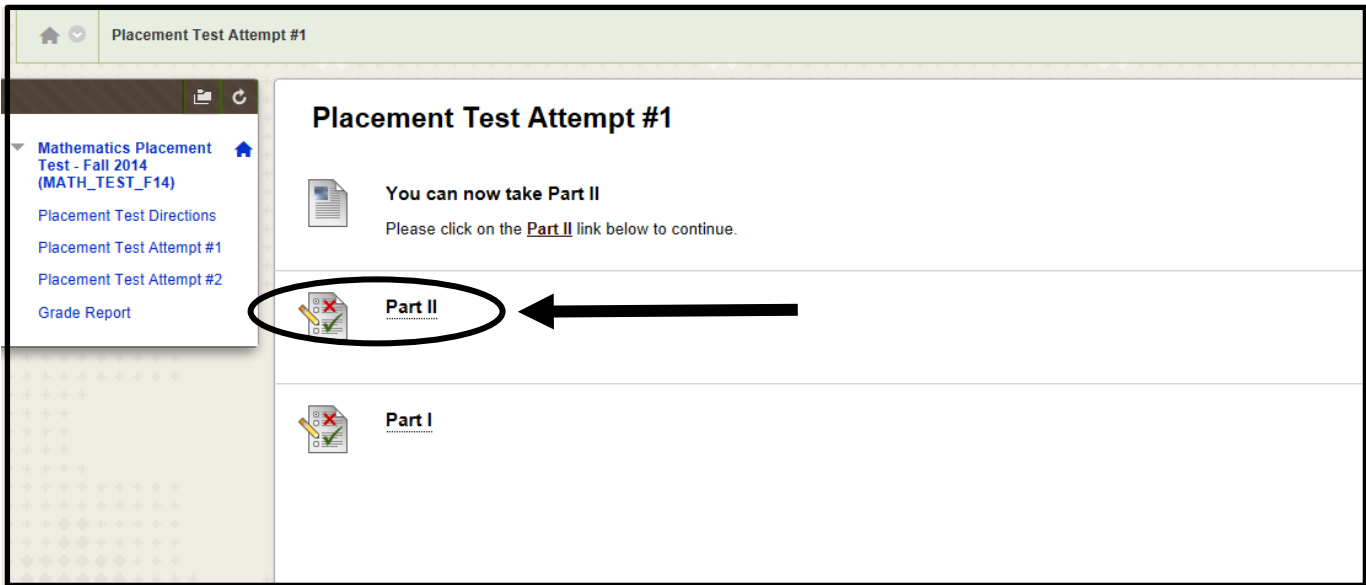 Placement Test Attempt #1
Mathematics Placement
Test - Fall 2014
(MATH_TEST_F14)
Placement Test Directions
Placement Test Attempt #1
Placement Test Attempt #2
Grade Report
Placement Test Attempt #1
You can now take Part II
Please click on the Part II link below to continue.
Part II
Part I